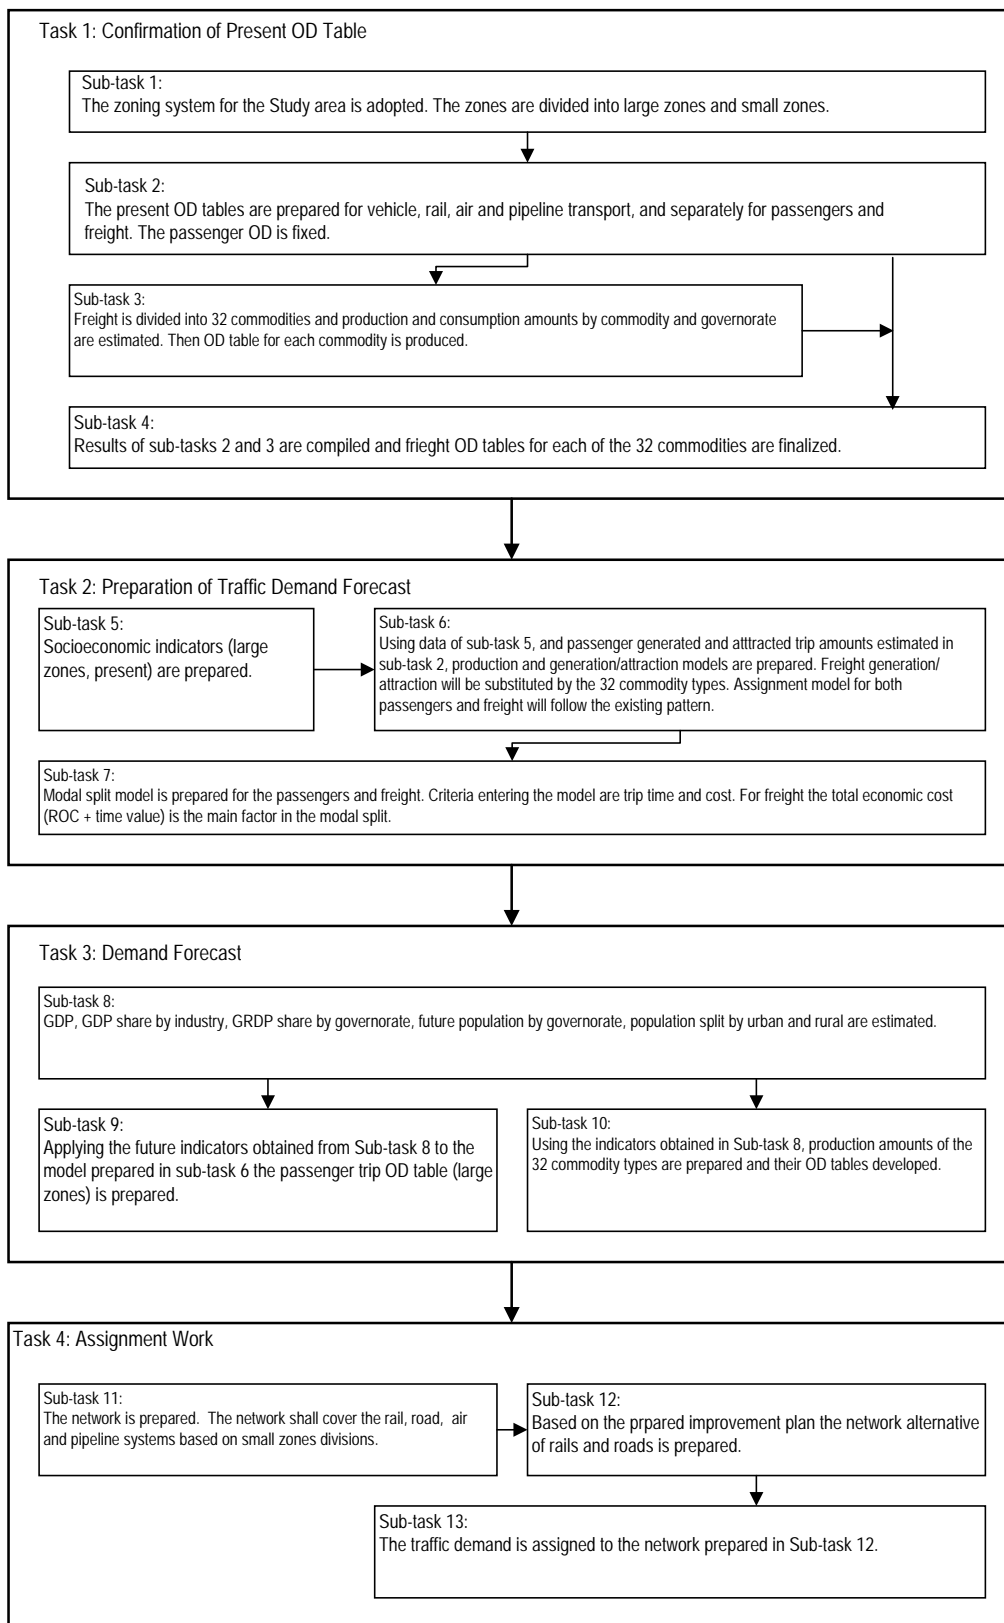 Task 1: Confirmation of Present OD Table
Sub-task 1:
The zoning system for the Study area is adopted. The zones are divided into large zones and small zones.
Sub-task 2:
The present OD tables are prepared for vehicle, rail, air and pipeline transport, and separately for passengers and
freight. The passenger OD is fixed.
Sub-task 3:
Freight is divided into 32 commodities and production and consumption amounts by commodity and governorate
are estimated. Then OD table for each commodity is produced.
Sub-task 4:
Results of sub-tasks 2 and 3 are compiled and frieght OD tables for each of the 32 commodities are finalized.
Task 2: Preparation of Traffic Demand Forecast
Sub-task 5:
Socioeconomic indicators (large
zones, present) are prepared.
Sub-task 6:
Using data of sub-task 5, and passenger generated and atttracted trip amounts estimated in
sub-task 2, production and generation/attraction models are prepared. Freight generation/
attraction will be substituted by the 32 commodity types. Assignment model for both
passengers and freight will follow the existing pattern.
Sub-task 7:
Modal split model is prepared for the passengers and freight. Criteria entering the model are trip time and cost. For freight the total economic cost
(ROC + time value) is the main factor in the modal split.
Task 3: Demand Forecast
Sub-task 8:
GDP, GDP share by industry, GRDP share by governorate, future population by governorate, population split by urban and rural are estimated.
Sub-task 9:
Applying the future indicators obtained from Sub-task 8 to the
model prepared in sub-task 6 the passenger trip OD table (large
zones) is prepared.
Sub-task 10:
Using the indicators obtained in Sub-task 8, production amounts of the
32 commodity types are prepared and their OD tables developed.
Task 4: Assignment Work
Sub-task 11:
The network is prepared. The network shall cover the rail, road, air
and pipeline systems based on small zones divisions.
Sub-task 12:
Based on the prpared improvement plan the network alternative
of rails and roads is prepared.
Sub-task 13:
The traffic demand is assigned to the network prepared in Sub-task 12.